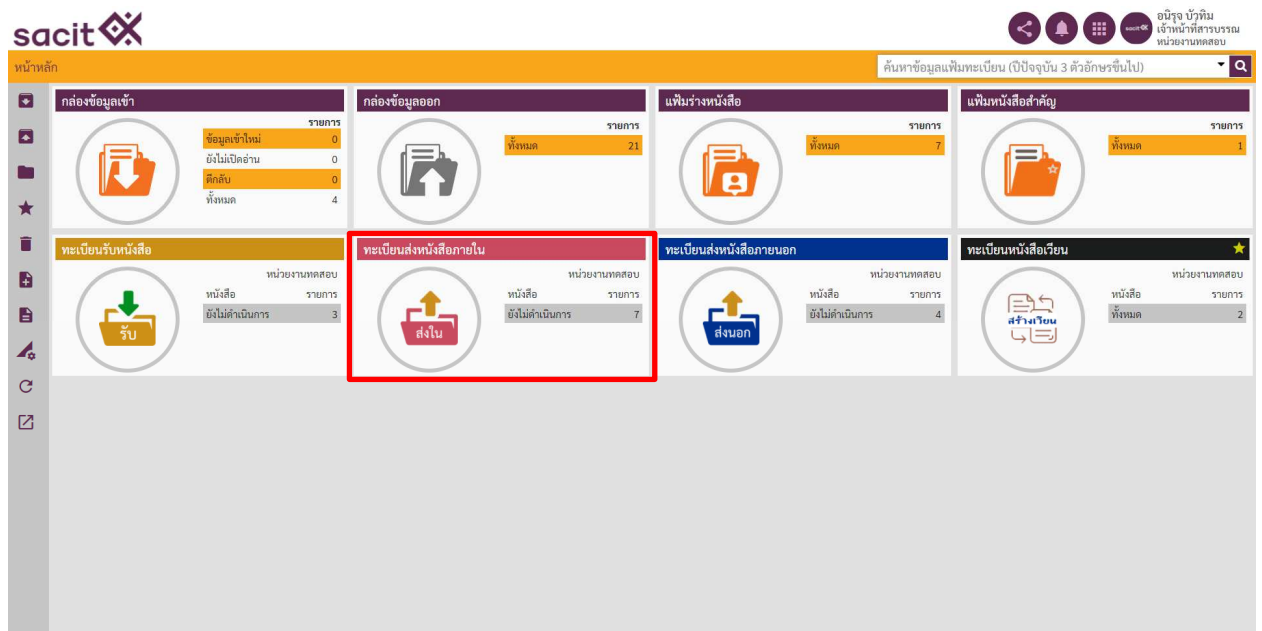 sacit
อนิรุจ บัวทิม
เจ้าหน้าที่สารบรรณ
หน่วยงานทดสอบ
หน้าหลัก
ค้นหาข้อมูลแฟ้มทะเบียน (ปีปัจจุบัน 3 ตัวอักษรขึ้นไป)
กล่องข้อมูลเข้า
รายการ
ข้อมูลเข้าใหม่ 0
ยังไม่เปิดอ่าน 0
ตีกลับ 0
ทั้งหมด 4
กล่องข้อมูลออก
รายการ
ทั้งหมด 21
แฟ้มร่างหนังสือ
รายการ
ทั้งหมด 7
แฟ้มหนังสือสำคัญ
รายการ
ทั้งหมด 1
ทะเบียนรับหนังสือ
หน่วยงานทดสอบ
หนังสือ รายการ
ยังไม่ดำเนินการ 3
รับ
ทะเบียนส่งหนังสือภายใน
หน่วยงานทดสอบ
หนังสือ รายการ
ยังไม่ดำเนินการ 7
ส่งใน
ทะเบียนส่งหนังสือภายนอก
หน่วยงานทดสอบ
หนังสือ รายการ
ยังไม่ดำเนินการ 4
ส่งนอก
ทะเบียนหนังสือเวียน
หน่วยงานทดสอบ
หนังสือ รายการ
ทั้งหมด 2
สร้างเวียน